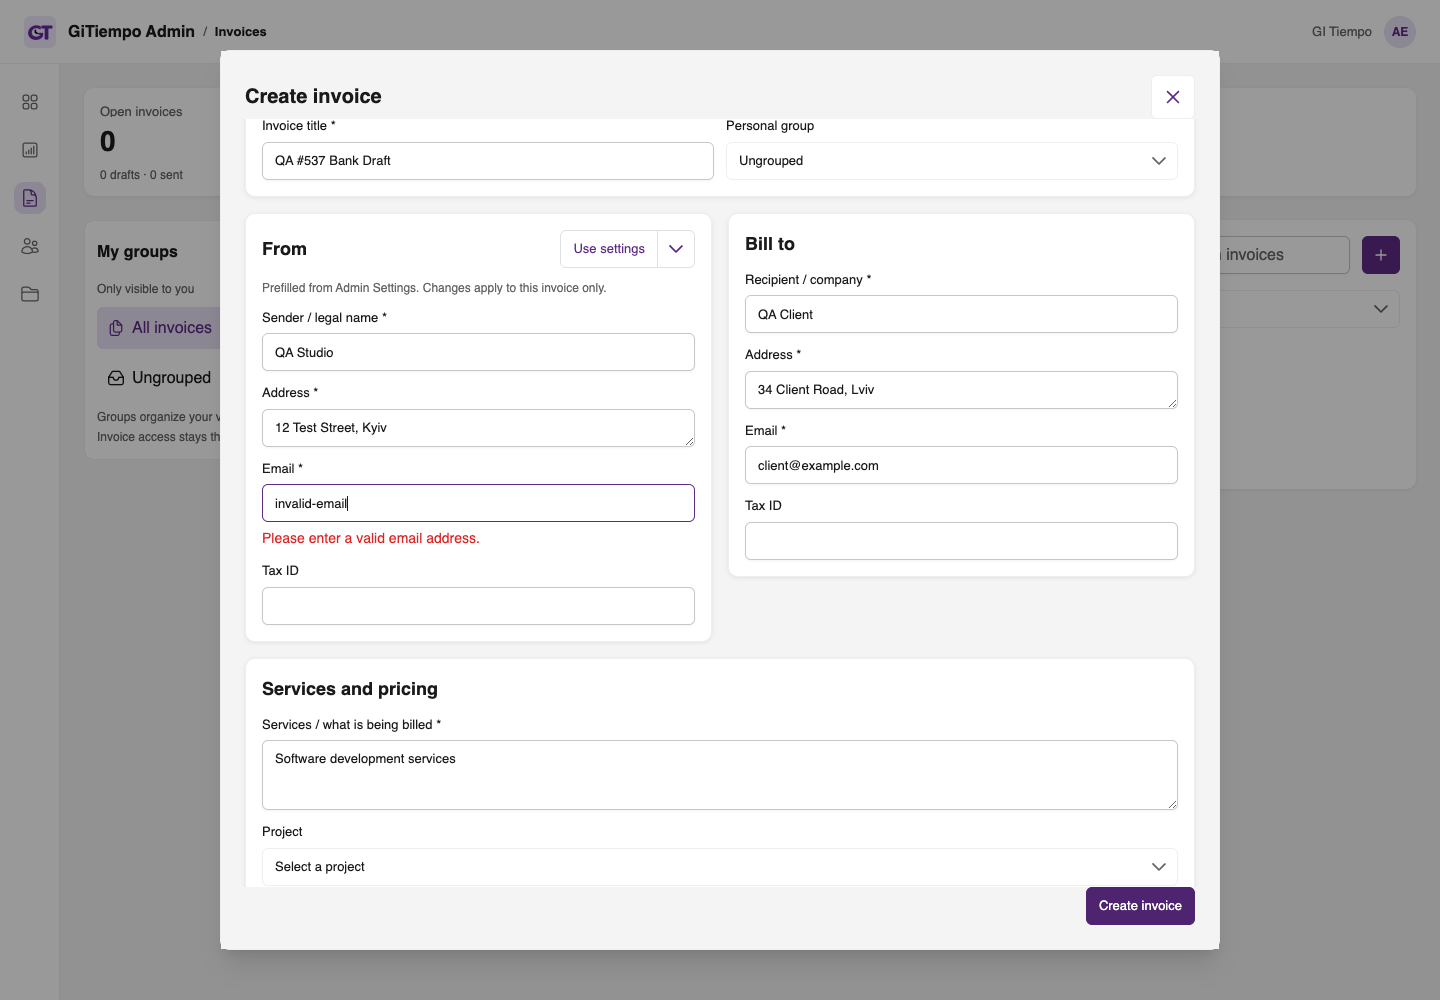 GT GiTiempo Admin / Invoices
GI Tiempo AE
Open invoices
0
0 drafts · 0 sent
My groups
Only visible to you
All invoices
Ungrouped
Groups organize your
Invoice access stays
invoices
+
Create invoice
Invoice title *
QA #537 Bank Draft
Personal group
Ungrouped
From
Use settings
Prefilled from Admin Settings. Changes apply to this invoice only.
Sender / legal name *
QA Studio
Address *
12 Test Street, Kyiv
Email *
invalid-email
Please enter a valid email address.
Tax ID
Bill to
Recipient / company *
QA Client
Address *
34 Client Road, Lviv
Email *
client@example.com
Tax ID
Services and pricing
Services / what is being billed *
Software development services
Project
Select a project
Create invoice